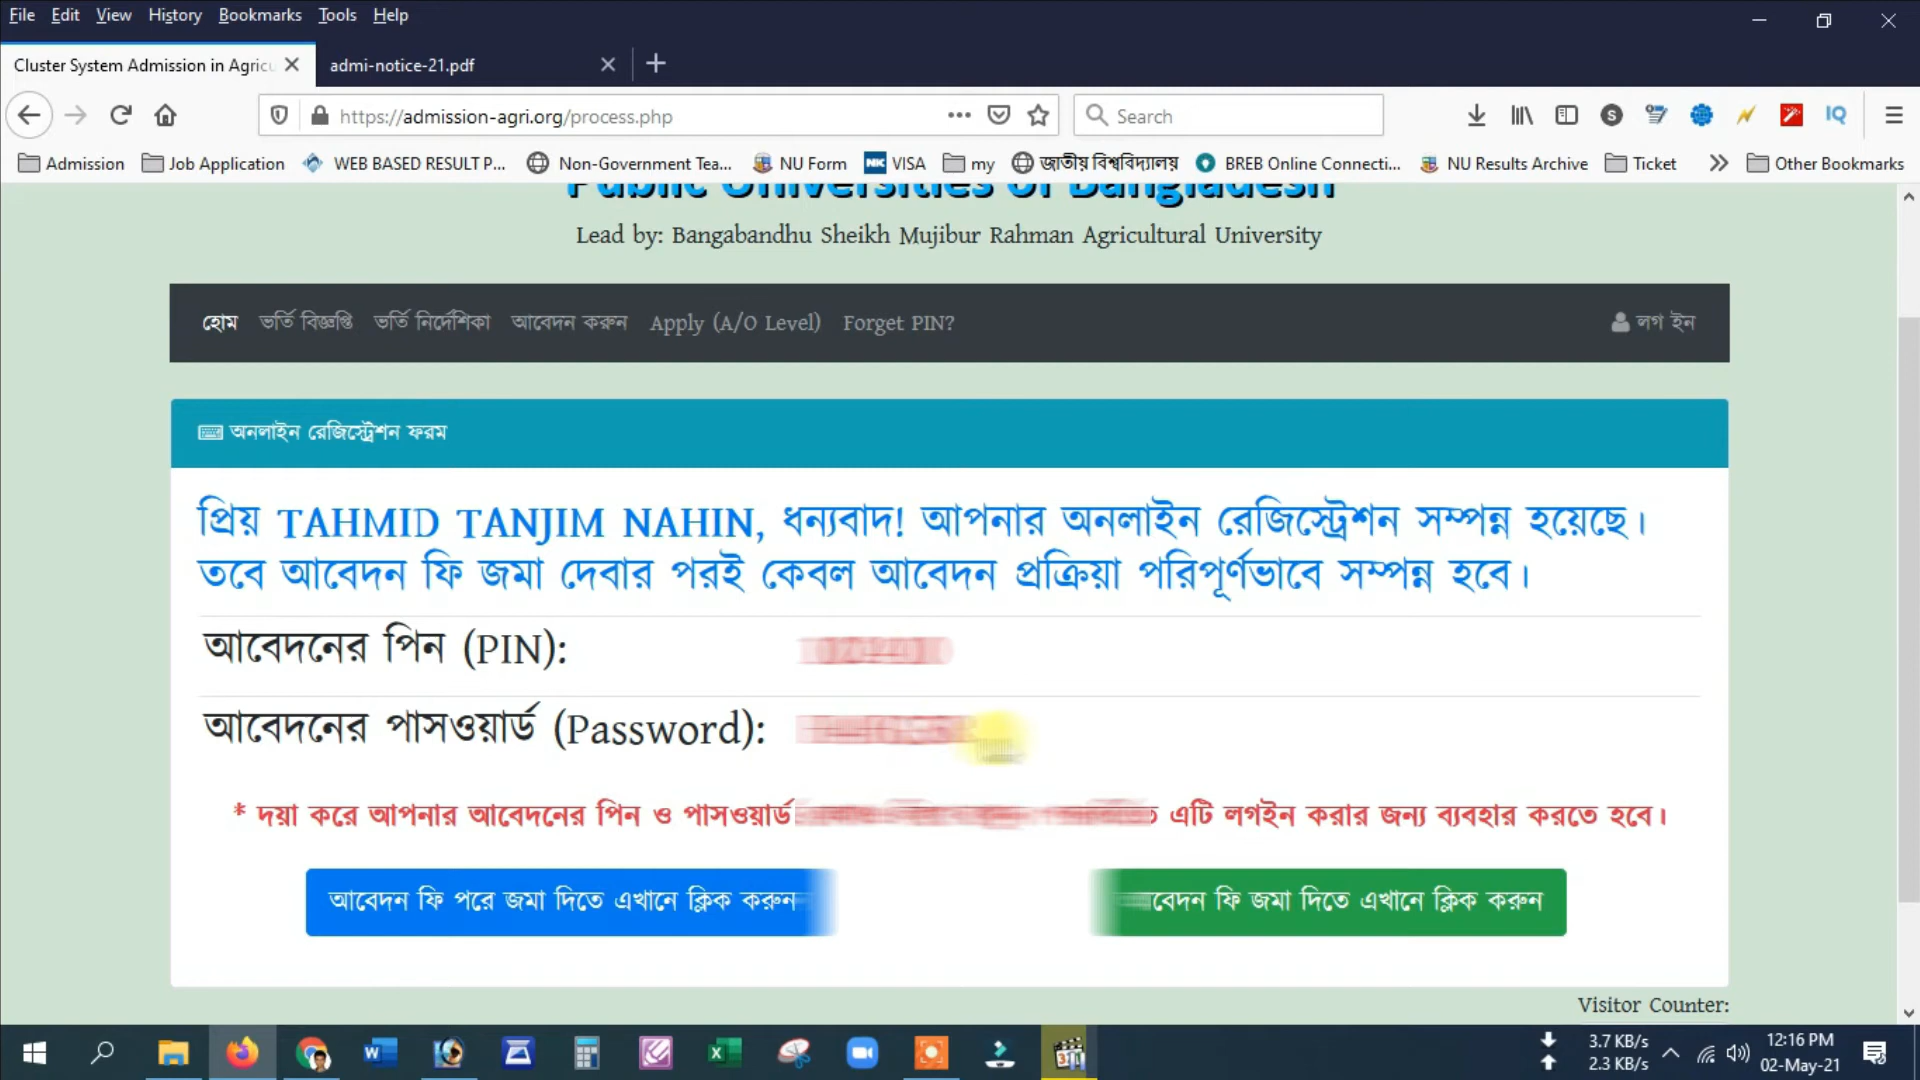 File Edit View History Bookmarks Tools Help
Cluster System Admission in Agricu
admi-notice-21.pdf
https://admission-agri.org/process.php
Search
IQ
Admission Job Application WEB BASED RESULT P... Non-Government Tea... NU Form VISA my জাতীয় বিশ্ববিদ্যালয় BREB Online Connecti... NU Results Archive Ticket Other Bookmarks
Public Universities of Bangladesh
Lead by: Bangabandhu Sheikh Mujibur Rahman Agricultural University
হোম ভর্তি বিজ্ঞপ্তি ভর্তি নির্দেশিকা আবেদন করুন Apply (A/O Level) Forget PIN? লগ ইন
অনলাইন রেজিস্ট্রেশন ফরম
প্রিয় TAHMID TANJIM NAHIN, ধন্যবাদ! আপনার অনলাইন রেজিস্ট্রেশন সম্পন্ন হয়েছে।
তবে আবেদন ফি জমা দেবার পরই কেবল আবেদন প্রক্রিয়া পরিপূর্ণভাবে সম্পন্ন হবে।
আবেদনের পিন (PIN):
আবেদনের পাসওয়ার্ড (Password):
* দয়া করে আপনার আবেদনের পিন ও পাসওয়ার্ড এটি লগইন করার জন্য ব্যবহার করতে হবে।
আবেদন ফি পরে জমা দিতে এখানে ক্লিক করুন
ফি জমা দিতে এখানে ক্লিক করুন
Visitor Counter:
3.7 KB/s
2.3 KB/s
12:16 PM
02-May-21